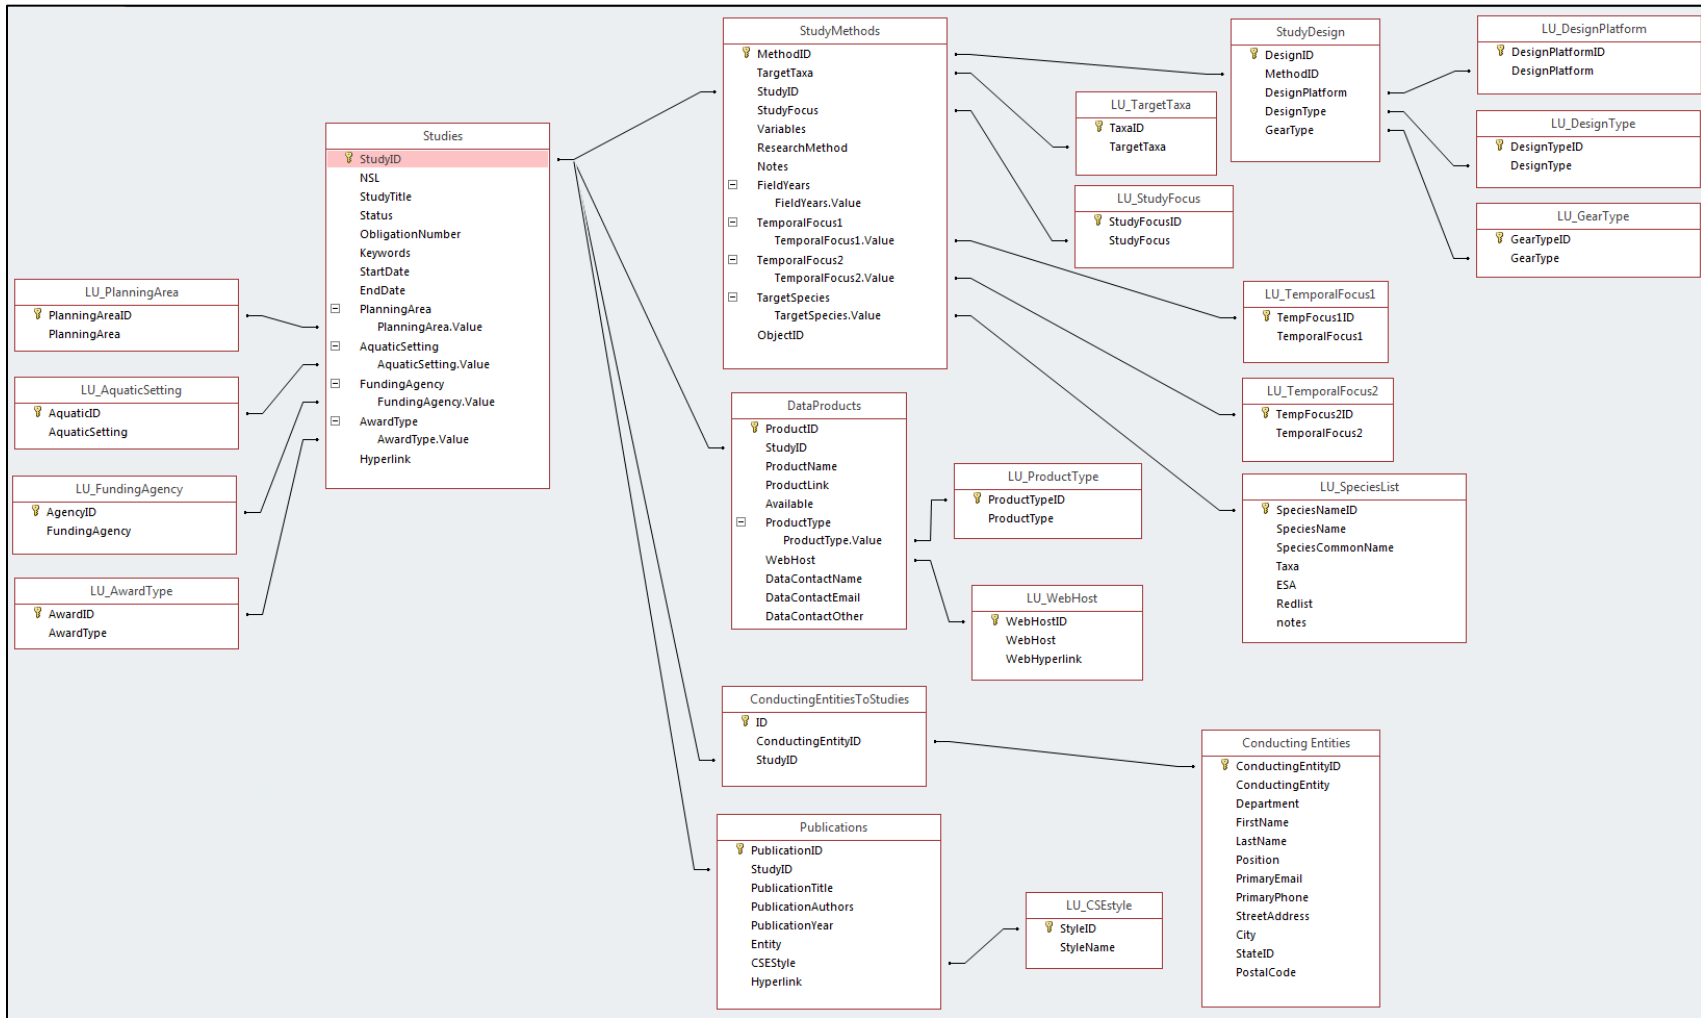 Studies
StudyID
NSL
StudyTitle
Status
ObligationNumber
Keywords
StartDate
EndDate
PlanningArea
PlanningArea.Value
AquaticSetting
AquaticSetting.Value
FundingAgency
FundingAgency.Value
AwardType
AwardType.Value
Hyperlink
LU_PlanningArea
PlanningAreaID
PlanningArea
LU_AquaticSetting
AquaticID
AquaticSetting
LU_FundingAgency
AgencyID
FundingAgency
LU_AwardType
AwardID
AwardType
StudyMethods
MethodID
TargetTaxa
StudyID
StudyFocus
Variables
ResearchMethod
Notes
FieldYears
FieldYears.Value
TemporalFocus1
TemporalFocus1.Value
TemporalFocus2
TemporalFocus2.Value
TargetSpecies
TargetSpecies.Value
ObjectID
DataProducts
ProductID
StudyID
ProductName
ProductLink
Available
ProductType
ProductType.Value
WebHost
DataContactName
DataContactEmail
DataContactOther
ConductingEntitiesToStudies
ID
ConductingEntityID
StudyID
Publications
PublicationID
StudyID
PublicationTitle
PublicationAuthors
PublicationYear
Entity
CSEStyle
Hyperlink
LU_TargetTaxa
TaxaID
TargetTaxa
LU_StudyFocus
StudyFocusID
StudyFocus
LU_ProductType
ProductTypeID
ProductType
LU_WebHost
WebHostID
WebHost
WebHyperlink
LU_CSEstyle
StyleID
StyleName
StudyDesign
DesignID
MethodID
DesignPlatform
DesignType
GearType
LU_DesignPlatform
DesignPlatformID
DesignPlatform
LU_DesignType
DesignTypeID
DesignType
LU_GearType
GearTypeID
GearType
LU_TemporalFocus1
TempFocus1ID
TemporalFocus1
LU_TemporalFocus2
TempFocus2ID
TemporalFocus2
LU_SpeciesList
SpeciesNameID
SpeciesName
SpeciesCommonName
Taxa
ESA
Redlist
notes
Conducting Entities
ConductingEntityID
ConductingEntity
Department
FirstName
LastName
Position
PrimaryEmail
PrimaryPhone
StreetAddress
City
StateID
PostalCode